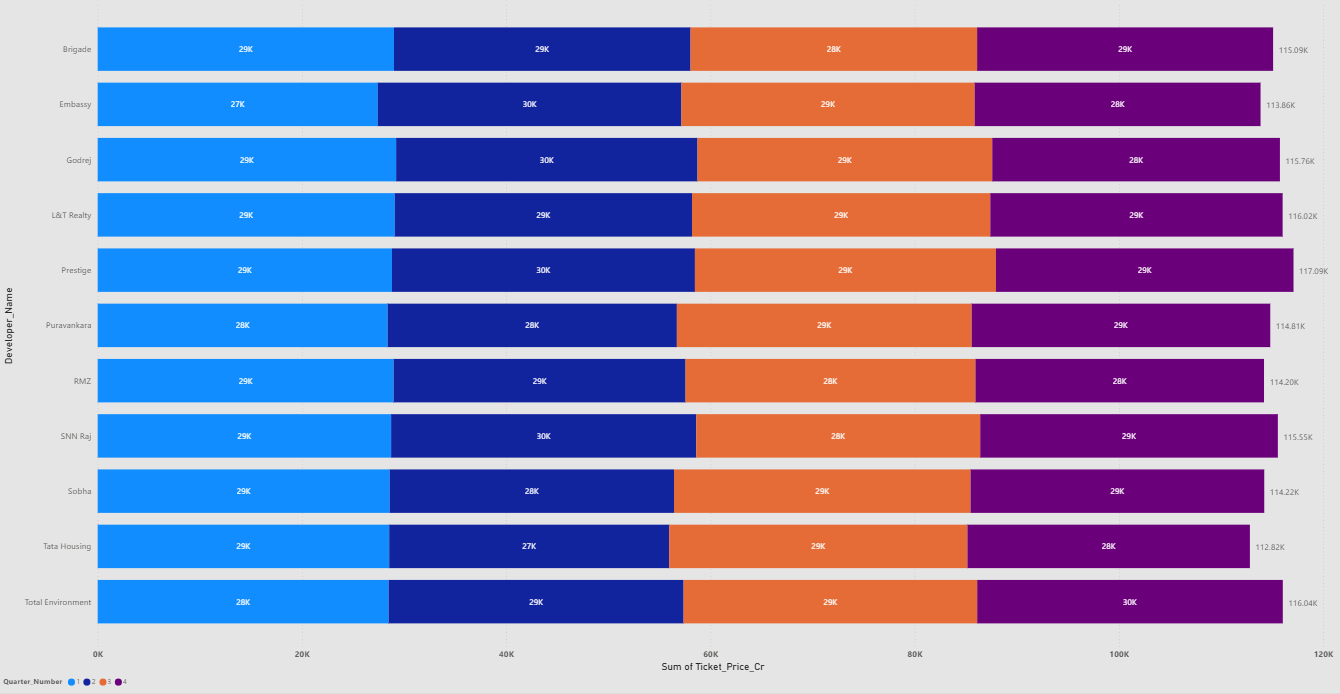 Developer_Name
Brigade 29K 29K 28K 29K 115.09K
Embassy 27K 30K 29K 28K 113.86K
Godrej 29K 30K 29K 28K 115.76K
L&T Realty 29K 29K 29K 29K 116.02K
Prestige 29K 30K 29K 29K 117.09K
Puravankara 28K 28K 29K 29K 114.81K
RMZ 29K 29K 28K 28K 114.20K
SNN Raj 29K 30K 28K 29K 115.55K
Sobha 29K 28K 29K 29K 114.22K
Tata Housing 29K 27K 29K 28K 112.82K
Total Environment 28K 29K 29K 30K 116.04K
0K 20K 40K 60K 80K 100K 120K
Sum of Ticket_Price_Cr
Quarter_Number 1 2 3 4